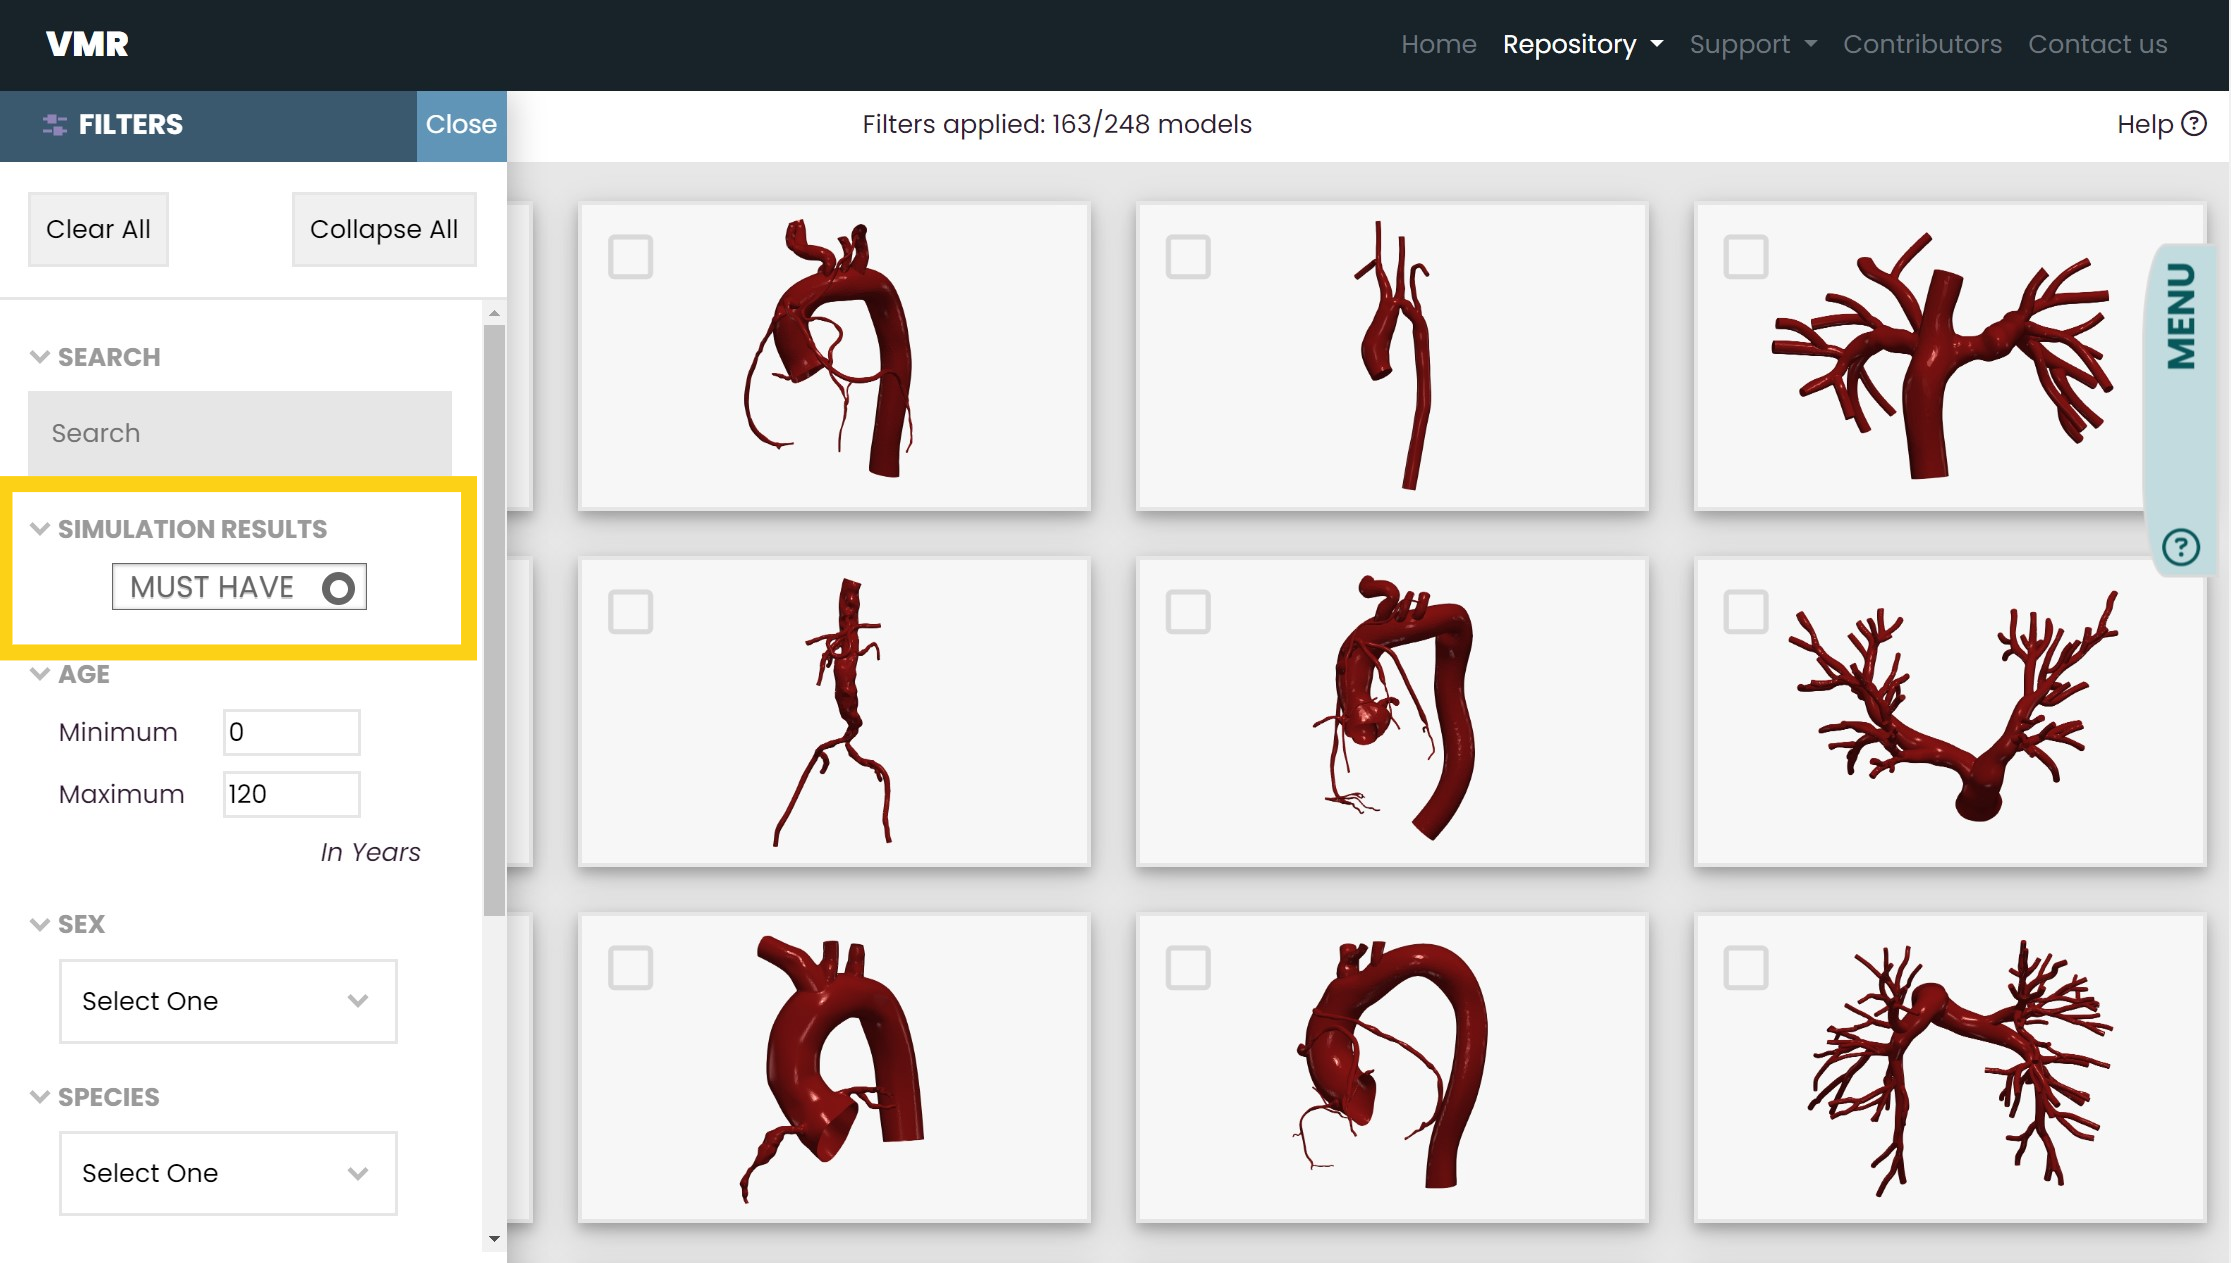 VMR
Home Repository Support Contributors Contact us
FILTERS
Close
Filters applied: 163/248 models
Help ?
Clear All
Collapse All
SEARCH
Search
SIMULATION RESULTS
MUST HAVE
AGE
Minimum 0
Maximum 120
In Years
SEX
Select One
SPECIES
Select One
MENU
?